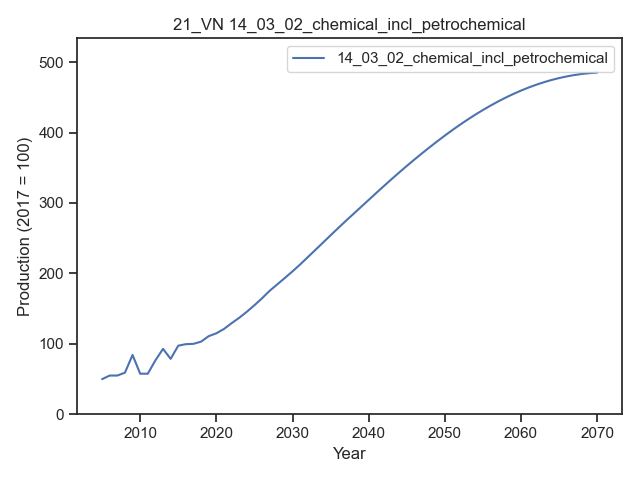 21_VN 14_03_02_chemical_incl_petrochemical
14_03_02_chemical_incl_petrochemical
500
400
300
200
100
0
Production (2017 = 100)
2010 2020 2030 2040 2050 2060 2070
Year